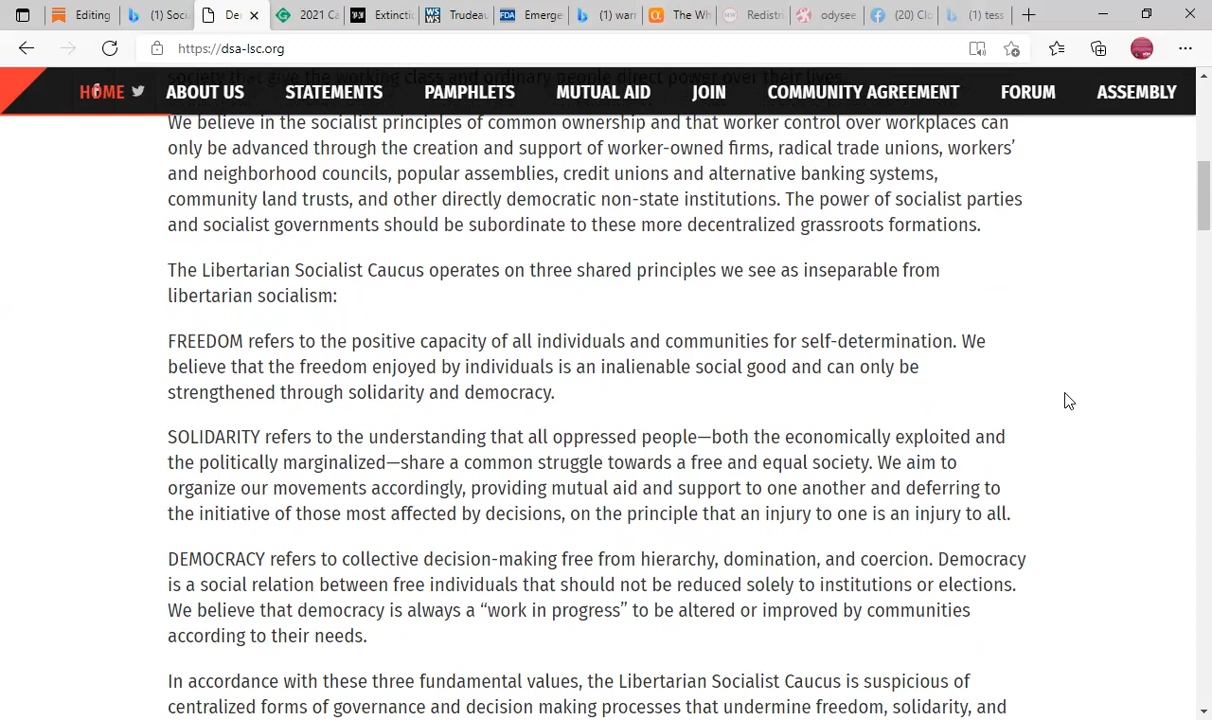 Editing
(1) Soci
De
2021 Ca
Extinctio
Trudeau
Emerge
(1) warr
The Wh
Redistri
odysee
(20) Clo
(1) tess
https://dsa-lsc.org
society that give the working class and ordinary people direct power over their lives.
HOME ABOUT US STATEMENTS PAMPHLETS MUTUAL AID JOIN COMMUNITY AGREEMENT FORUM ASSEMBLY
We believe in the socialist principles of common ownership and that worker control over workplaces can
only be advanced through the creation and support of worker-owned firms, radical trade unions, workers’
and neighborhood councils, popular assemblies, credit unions and alternative banking systems,
community land trusts, and other directly democratic non-state institutions. The power of socialist parties
and socialist governments should be subordinate to these more decentralized grassroots formations.
The Libertarian Socialist Caucus operates on three shared principles we see as inseparable from
libertarian socialism:
FREEDOM refers to the positive capacity of all individuals and communities for self-determination. We
believe that the freedom enjoyed by individuals is an inalienable social good and can only be
strengthened through solidarity and democracy.
SOLIDARITY refers to the understanding that all oppressed people—both the economically exploited and
the politically marginalized—share a common struggle towards a free and equal society. We aim to
organize our movements accordingly, providing mutual aid and support to one another and deferring to
the initiative of those most affected by decisions, on the principle that an injury to one is an injury to all.
DEMOCRACY refers to collective decision-making free from hierarchy, domination, and coercion. Democracy
is a social relation between free individuals that should not be reduced solely to institutions or elections.
We believe that democracy is always a “work in progress” to be altered or improved by communities
according to their needs.
In accordance with these three fundamental values, the Libertarian Socialist Caucus is suspicious of
centralized forms of governance and decision making processes that undermine freedom, solidarity, and